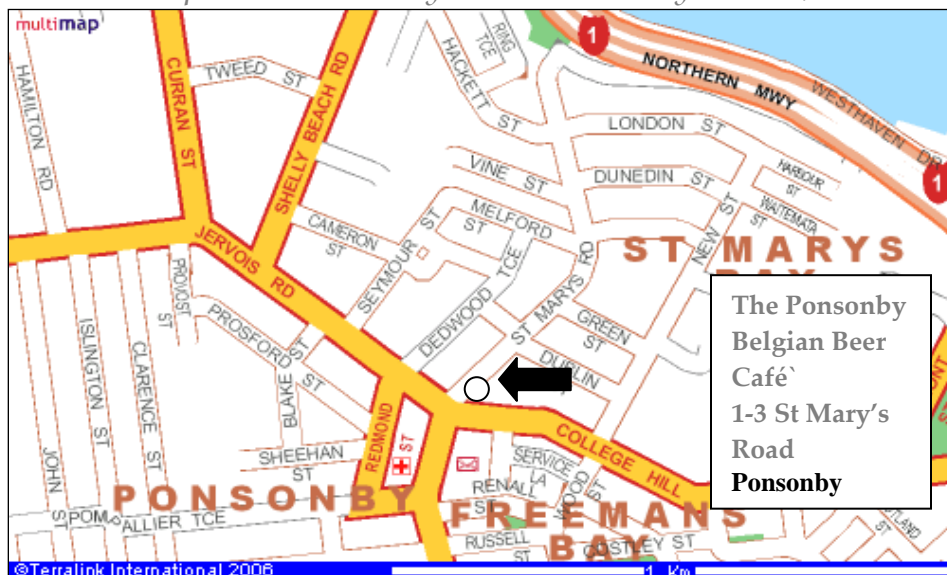 multimap
HAMILTON RD
CURRAN ST
TWEED ST
SHELLY BEACH RD
HACKETT ST
RING TCE
1
NORTHERN MWY
WESTHAVEN
LONDON ST
VINE ST
DUNEDIN ST
HARBOUR ST
WAITEMATA ST
NEW ST
MELFORD ST
CAMERON ST
SEYMOUR ST
JERVOIS RD
DEDWOOD TCE
ST MARYS RD
GREEN ST
DUBLIN ST
ST MARYS
BAY
1
PROVOST ST
PROSFORD ST
ISLINGTON ST
CLARENCE ST
BLAKE ST
REDMOND ST
SHEEHAN ST
JOHN ST
POMPALLIER TCE
PONSONBY
COLLEGE HILL
SERVICE LA
WOOD ST
RENALL ST
FREEMANS
BAY
RUSSELL ST
COSTLEY ST
The Ponsonby
Belgian Beer
Café`
1-3 St Mary's
Road
Ponsonby
©Terralink International 2006
1 Km